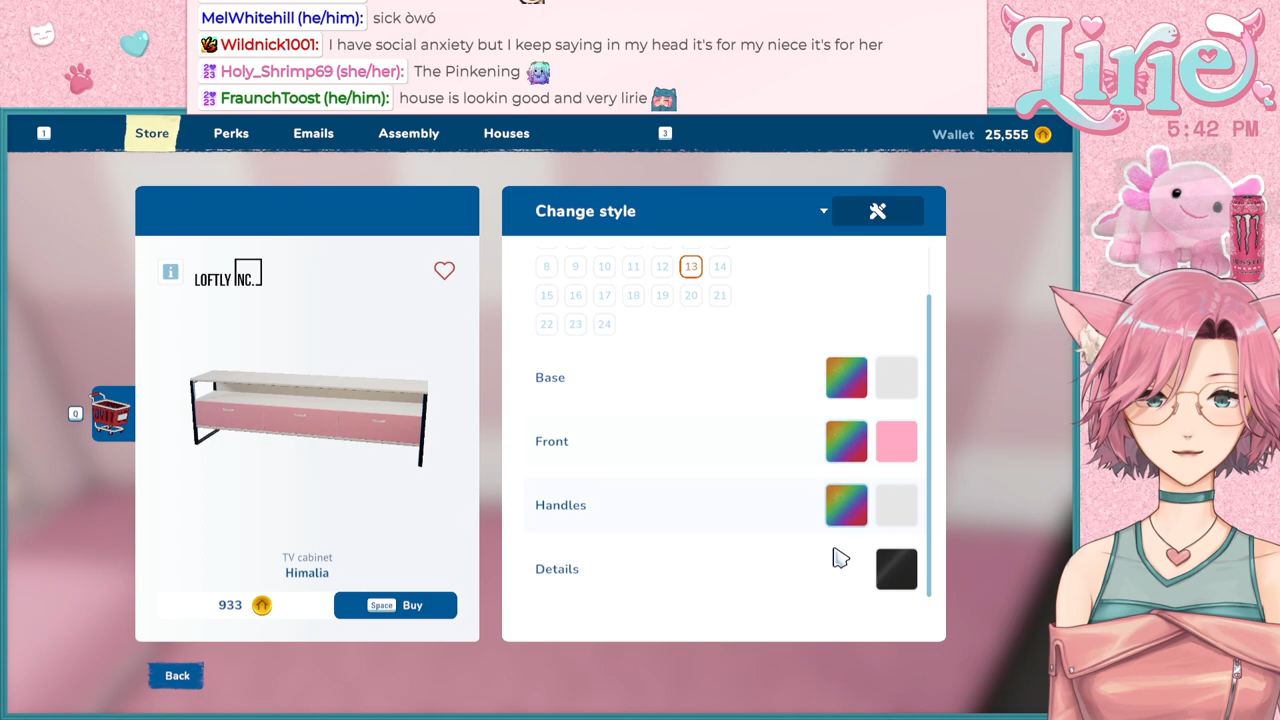 MelWhitehill (he/him): sick òwó
Wildnick1001: I have social anxiety but I keep saying in my head it's for my niece it's for her
Holy_Shrimp69 (she/her): The Pinkening
FraunchToost (he/him): house is lookin good and very lirie
Lirie
5:42 PM
1 Store Perks Emails Assembly Houses 3 Wallet 25,555
Change style
LOFTLY INC.
8 9 10 11 12 13 14
15 16 17 18 19 20 21
22 23 24
Base
Q
Front
Handles
TV cabinet
Himalia
Details
933 Space Buy
Back